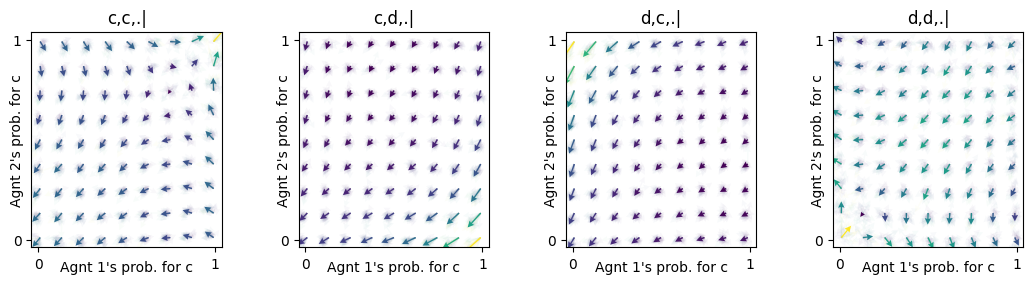 c,c,.|
c,d,.|
d,c,.|
d,d,.|
1
Agnt 2's prob. for c
0
0
Agnt 1's prob. for c
1
1
Agnt 2's prob. for c
0
0
Agnt 1's prob. for c
1
1
Agnt 2's prob. for c
0
0
Agnt 1's prob. for c
1
1
Agnt 2's prob. for c
0
0
Agnt 1's prob. for c
1